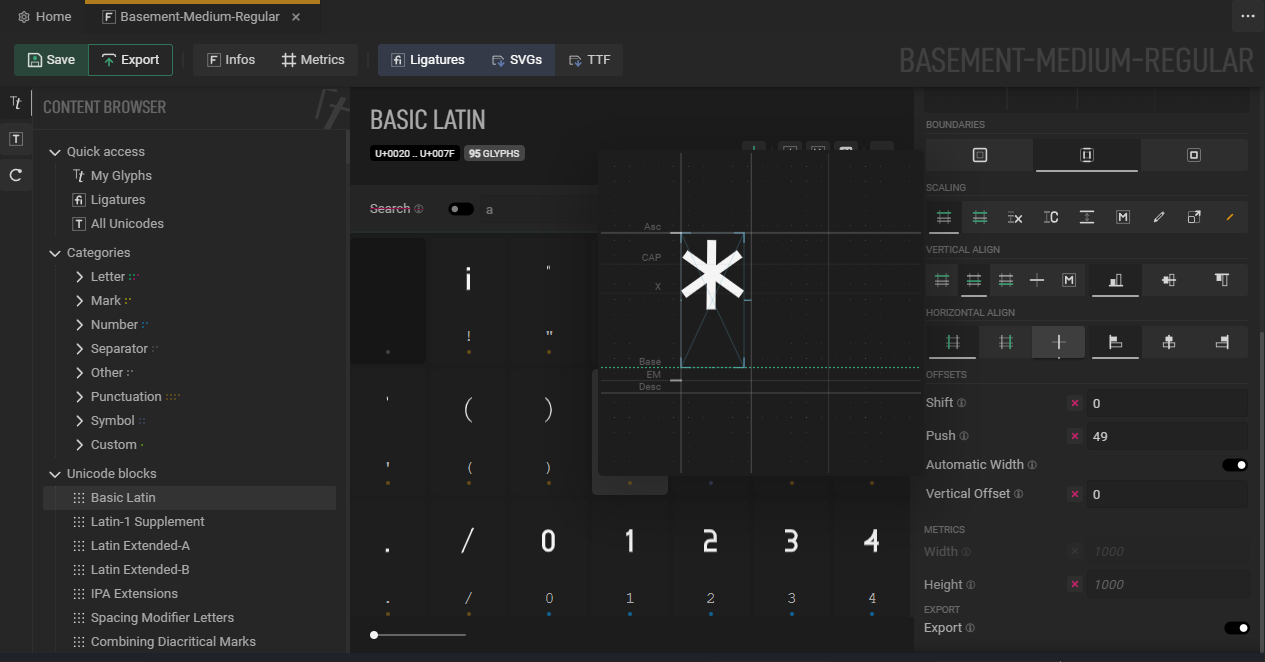 Home
Basement-Medium-Regular
Save
Export
Infos
Metrics
Ligatures
SVGs
TTF
BASEMENT-MEDIUM-REGULAR
CONTENT BROWSER
Quick access
My Glyphs
Ligatures
All Unicodes
Categories
Letter
Mark
Number
Separator
Other
Punctuation
Symbol
Custom
Unicode blocks
Basic Latin
Latin-1 Supplement
Latin Extended-A
Latin Extended-B
IPA Extensions
Spacing Modifier Letters
Combining Diacritical Marks
BASIC LATIN
U+0020 .. U+007F
95 GLYPHS
Search
a
¡ "
! "
' ( )
' ( )
. / 0 1 2 3 4
. / 0 1 2 3 4
Asc
CAP
X
Base
EM
Desc
*
BOUNDARIES
SCALING
VERTICAL ALIGN
HORIZONTAL ALIGN
OFFSETS
Shift 0
Push 49
Automatic Width
Vertical Offset 0
METRICS
Width 1000
Height 1000
EXPORT
Export